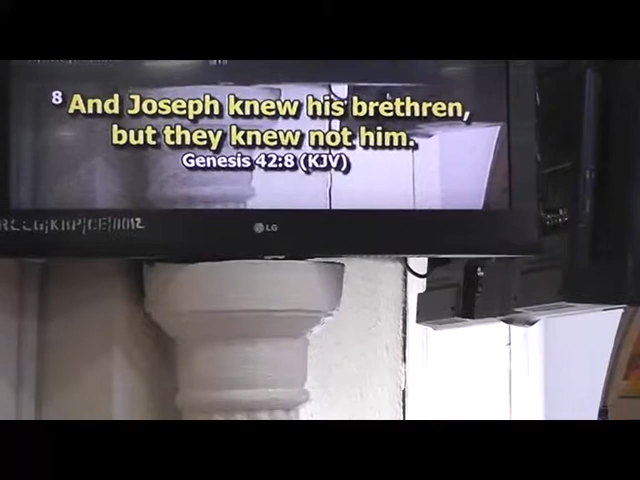 8 And Joseph knew his brethren,
but they knew not him.
Genesis 42:8 (KJV)
LG